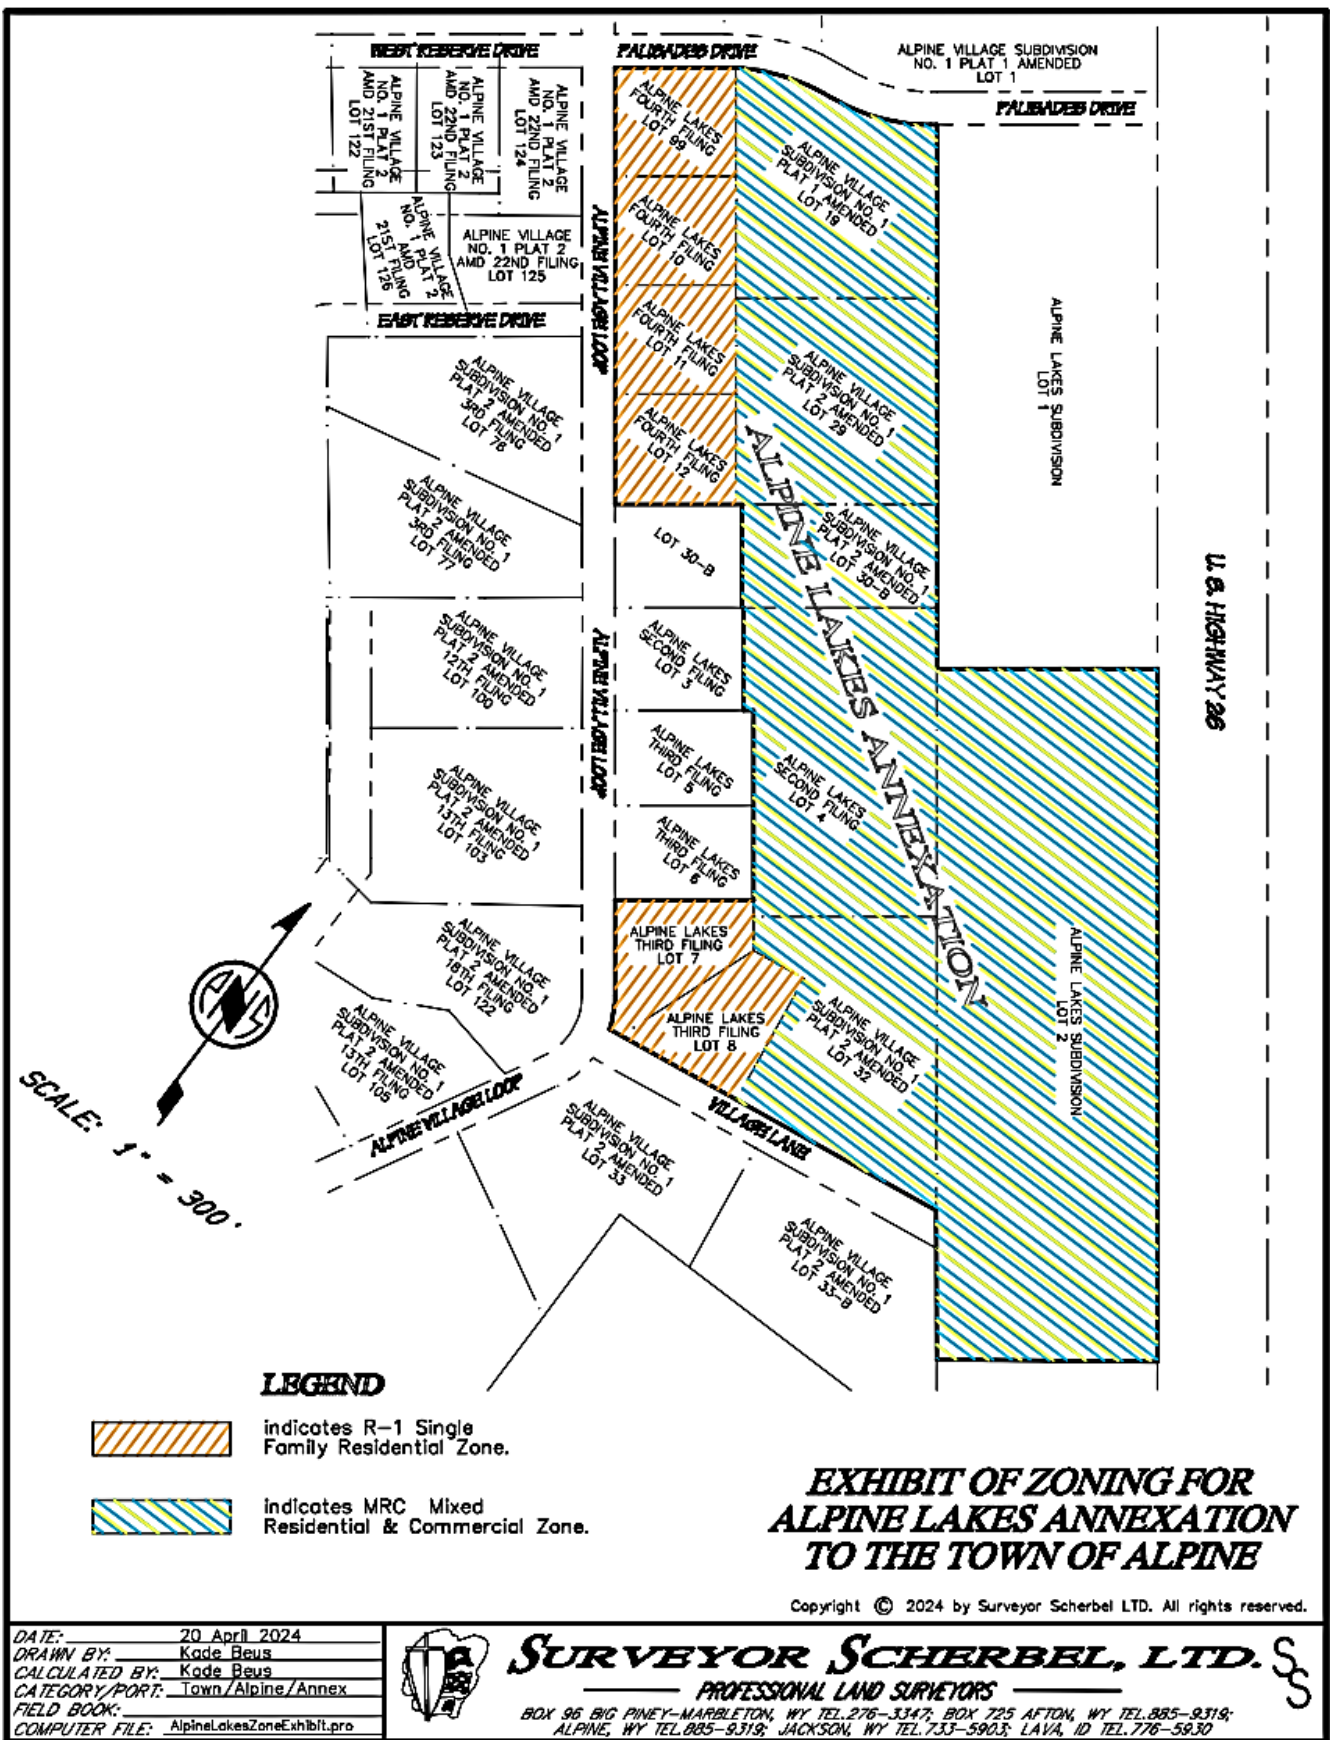 WEST RESERVE DRIVE
PALISADES DRIVE
ALPINE VILLAGE SUBDIVISION
NO. 1 PLAT 1 AMENDED
LOT 1
PALISADES DRIVE
ALPINE VILLAGE
NO. 1 PLAT 2
AMD 21ST FILING
LOT 122
ALPINE VILLAGE
NO. 1 PLAT 2
AMD 22ND FILING
LOT 123
ALPINE VILLAGE
NO. 1 PLAT 2
AMD 22ND FILING
LOT 124
ALPINE LAKES
FOURTH FILING
LOT 99
ALPINE VILLAGE
SUBDIVISION NO. 1
PLAT 1 AMENDED
LOT 19
ALPINE VILLAGE
NO. 1 PLAT 2
AMD
21ST FILING
LOT 126
ALPINE VILLAGE
NO. 1 PLAT 2
AMD 22ND FILING
LOT 125
ALPINE VILLAGE LOOP
ALPINE LAKES
FOURTH FILING
LOT 10
EAST RESERVE DRIVE
ALPINE LAKES
FOURTH FILING
LOT 11
ALPINE VILLAGE
SUBDIVISION NO. 1
PLAT 2 AMENDED
LOT 29
ALPINE LAKES SUBDIVISION
LOT 1
ALPINE VILLAGE
SUBDIVISION NO. 1
PLAT 2 AMENDED
3RD FILING
LOT 78
ALPINE LAKES
FOURTH FILING
LOT 12
ALPINE LAKES ANNEXATION
ALPINE VILLAGE
SUBDIVISION NO. 1
PLAT 2 AMENDED
3RD FILING
LOT 77
LOT 30-B
ALPINE VILLAGE
SUBDIVISION NO. 1
PLAT 2 AMENDED
LOT 30-B
U.S. HIGHWAY 26
ALPINE VILLAGE
SUBDIVISION NO. 1
PLAT 2 AMENDED
12TH FILING
LOT 100
ALPINE VILLAGE LOOP
ALPINE LAKES
SECOND FILING
LOT 3
ALPINE VILLAGE
SUBDIVISION NO. 1
PLAT 2 AMENDED
13TH FILING
LOT 103
ALPINE LAKES
THIRD FILING
LOT 5
ALPINE LAKES
SECOND FILING
LOT 4
ALPINE LAKES
THIRD FILING
LOT 6
ALPINE VILLAGE
SUBDIVISION NO. 1
PLAT 2 AMENDED
18TH FILING
LOT 122
ALPINE LAKES
THIRD FILING
LOT 7
ALPINE LAKES SUBDIVISION
LOT 2
ALPINE VILLAGE
SUBDIVISION NO. 1
PLAT 2 AMENDED
13TH FILING
LOT 105
ALPINE LAKES
THIRD FILING
LOT 8
ALPINE VILLAGE
SUBDIVISION NO. 1
PLAT 2 AMENDED
LOT 32
SCALE: 1" = 300'
ALPINE VILLAGE LOOP
VILLAGE LANE
ALPINE VILLAGE
SUBDIVISION NO. 1
PLAT 2 AMENDED
LOT 33
ALPINE VILLAGE
SUBDIVISION NO. 1
PLAT 2 AMENDED
LOT 33-B
LEGEND
indicates R-1 Single
Family Residential Zone.
indicates MRC Mixed
Residential & Commercial Zone.
EXHIBIT OF ZONING FOR
ALPINE LAKES ANNEXATION
TO THE TOWN OF ALPINE
Copyright © 2024 by Surveyor Scherbel LTD. All rights reserved.
DATE: 20 April 2024
DRAWN BY: Kade Beus
CALCULATED BY: Kade Beus
CATEGORY/PORT: Town/Alpine/Annex
FIELD BOOK:
COMPUTER FILE: AlpineLakesZoneExhibit.pro
SURVEYOR SCHERBEL, LTD.
SS
PROFESSIONAL LAND SURVEYORS
BOX 96 BIG PINEY-MARBLETON, WY TEL.276-3347; BOX 725 AFTON, WY TEL.885-9319;
ALPINE, WY TEL.885-9319; JACKSON, WY TEL.733-5903; LAVA, ID TEL.776-5930